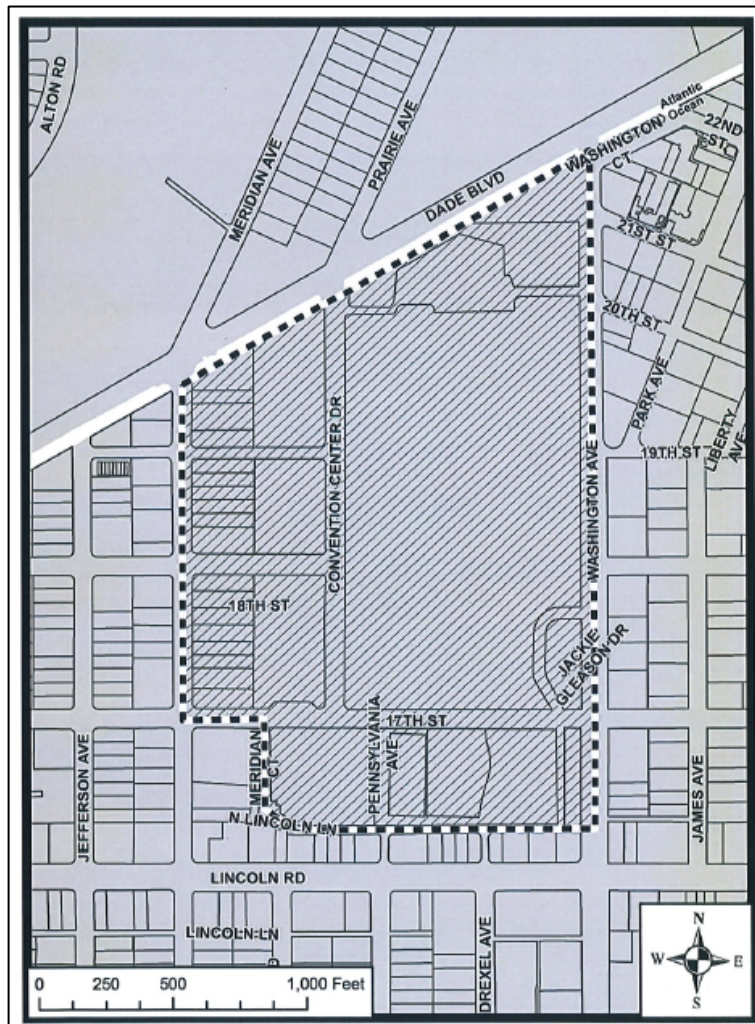 ALTON RD
MERIDIAN AVE
PRAIRIE AVE
DADE BLVD
Atlantic
Ocean
WASHINGTON
CT
22ND
ST
21ST ST
20TH ST
PARK AVE
LIBERTY
AVE
19TH ST
CONVENTION CENTER DR
WASHINGTON AVE
18TH ST
JACKIE
GLEASON DR
17TH ST
PENNSYLVANIA
AVE
MERIDIAN
CT
JEFFERSON AVE
JAMES AVE
N LINCOLN LN
LINCOLN RD
LINCOLN LN
DREXEL AVE
N
W E
S
0 250 500 1,000 Feet